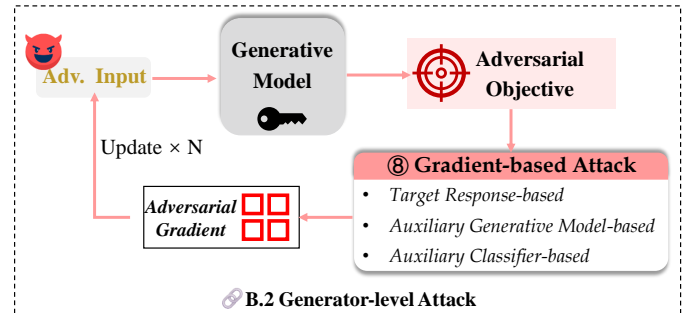 Adv. Input
Generative
Model
Adversarial
Objective
Update × N
⑧ Gradient-based Attack
• Target Response-based
• Auxiliary Generative Model-based
• Auxiliary Classifier-based
Adversarial
Gradient
B.2 Generator-level Attack